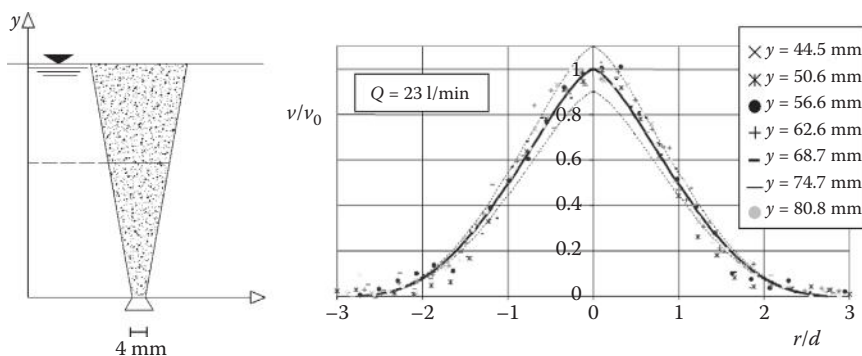 y
4 mm
Q = 23 l/min
v/v0
1
0.8
0.6
0.4
0.2
0
−3 −2 −1 0 1 2 3
r/d
y = 44.5 mm
y = 50.6 mm
y = 56.6 mm
y = 62.6 mm
y = 68.7 mm
y = 74.7 mm
y = 80.8 mm